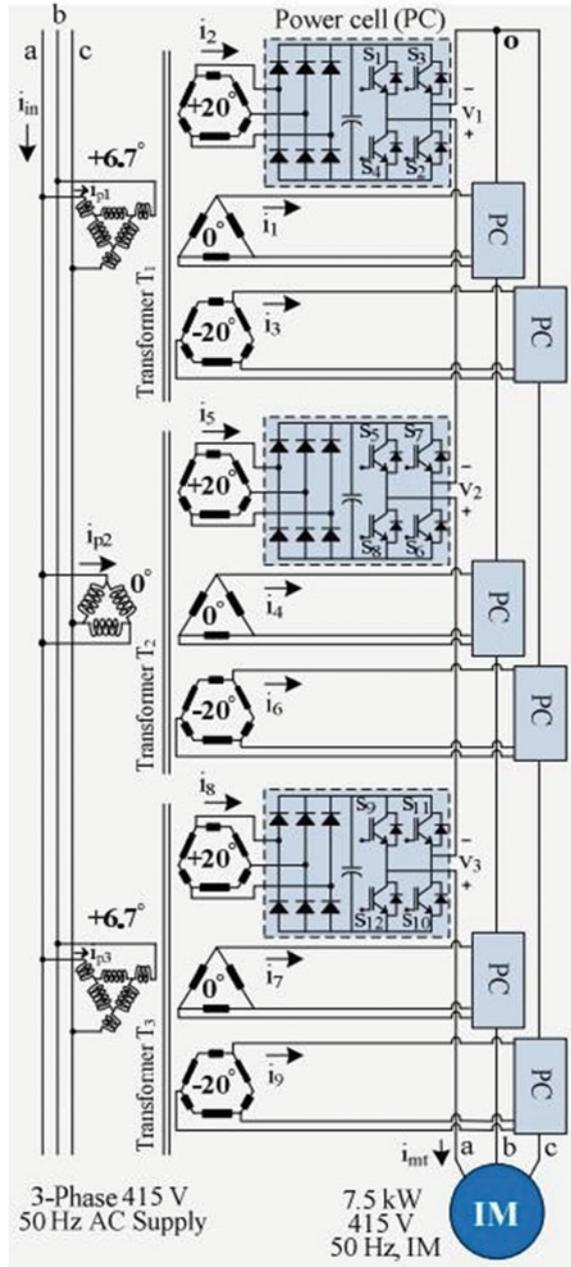 Power cell (PC)
b
a c
o
i2
S1 S3
iin
+20°
V1
- +
S4 S2
+6.7°
ip1
i1
PC
0°
Transformer T1
i3
-20°
PC
i5
S5 S7
+20°
V2
- +
S8 S6
ip2
0°
i4
PC
0°
Transformer T2
i6
-20°
PC
i8
S9 S11
+20°
V3
- +
S12 S10
+6.7°
ip3
i7
PC
0°
Transformer T3
i9
-20°
PC
imt a b c
3-Phase 415 V
50 Hz AC Supply
7.5 kW
415 V
50 Hz, IM
IM